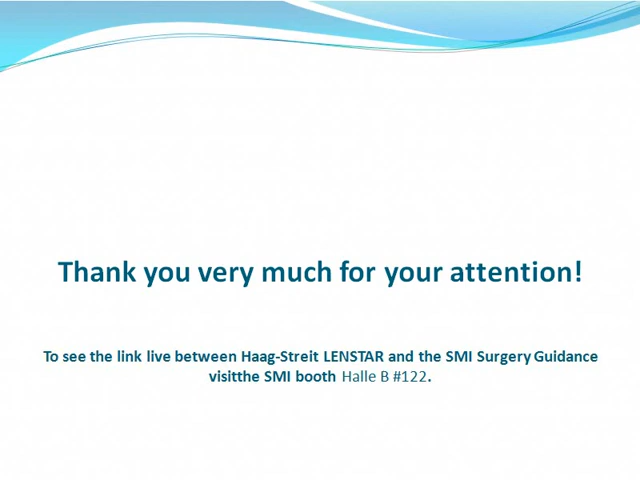 Thank you very much for your attention!
To see the link live between Haag-Streit LENSTAR and the SMI Surgery Guidance
visitthe SMI booth Halle B #122.